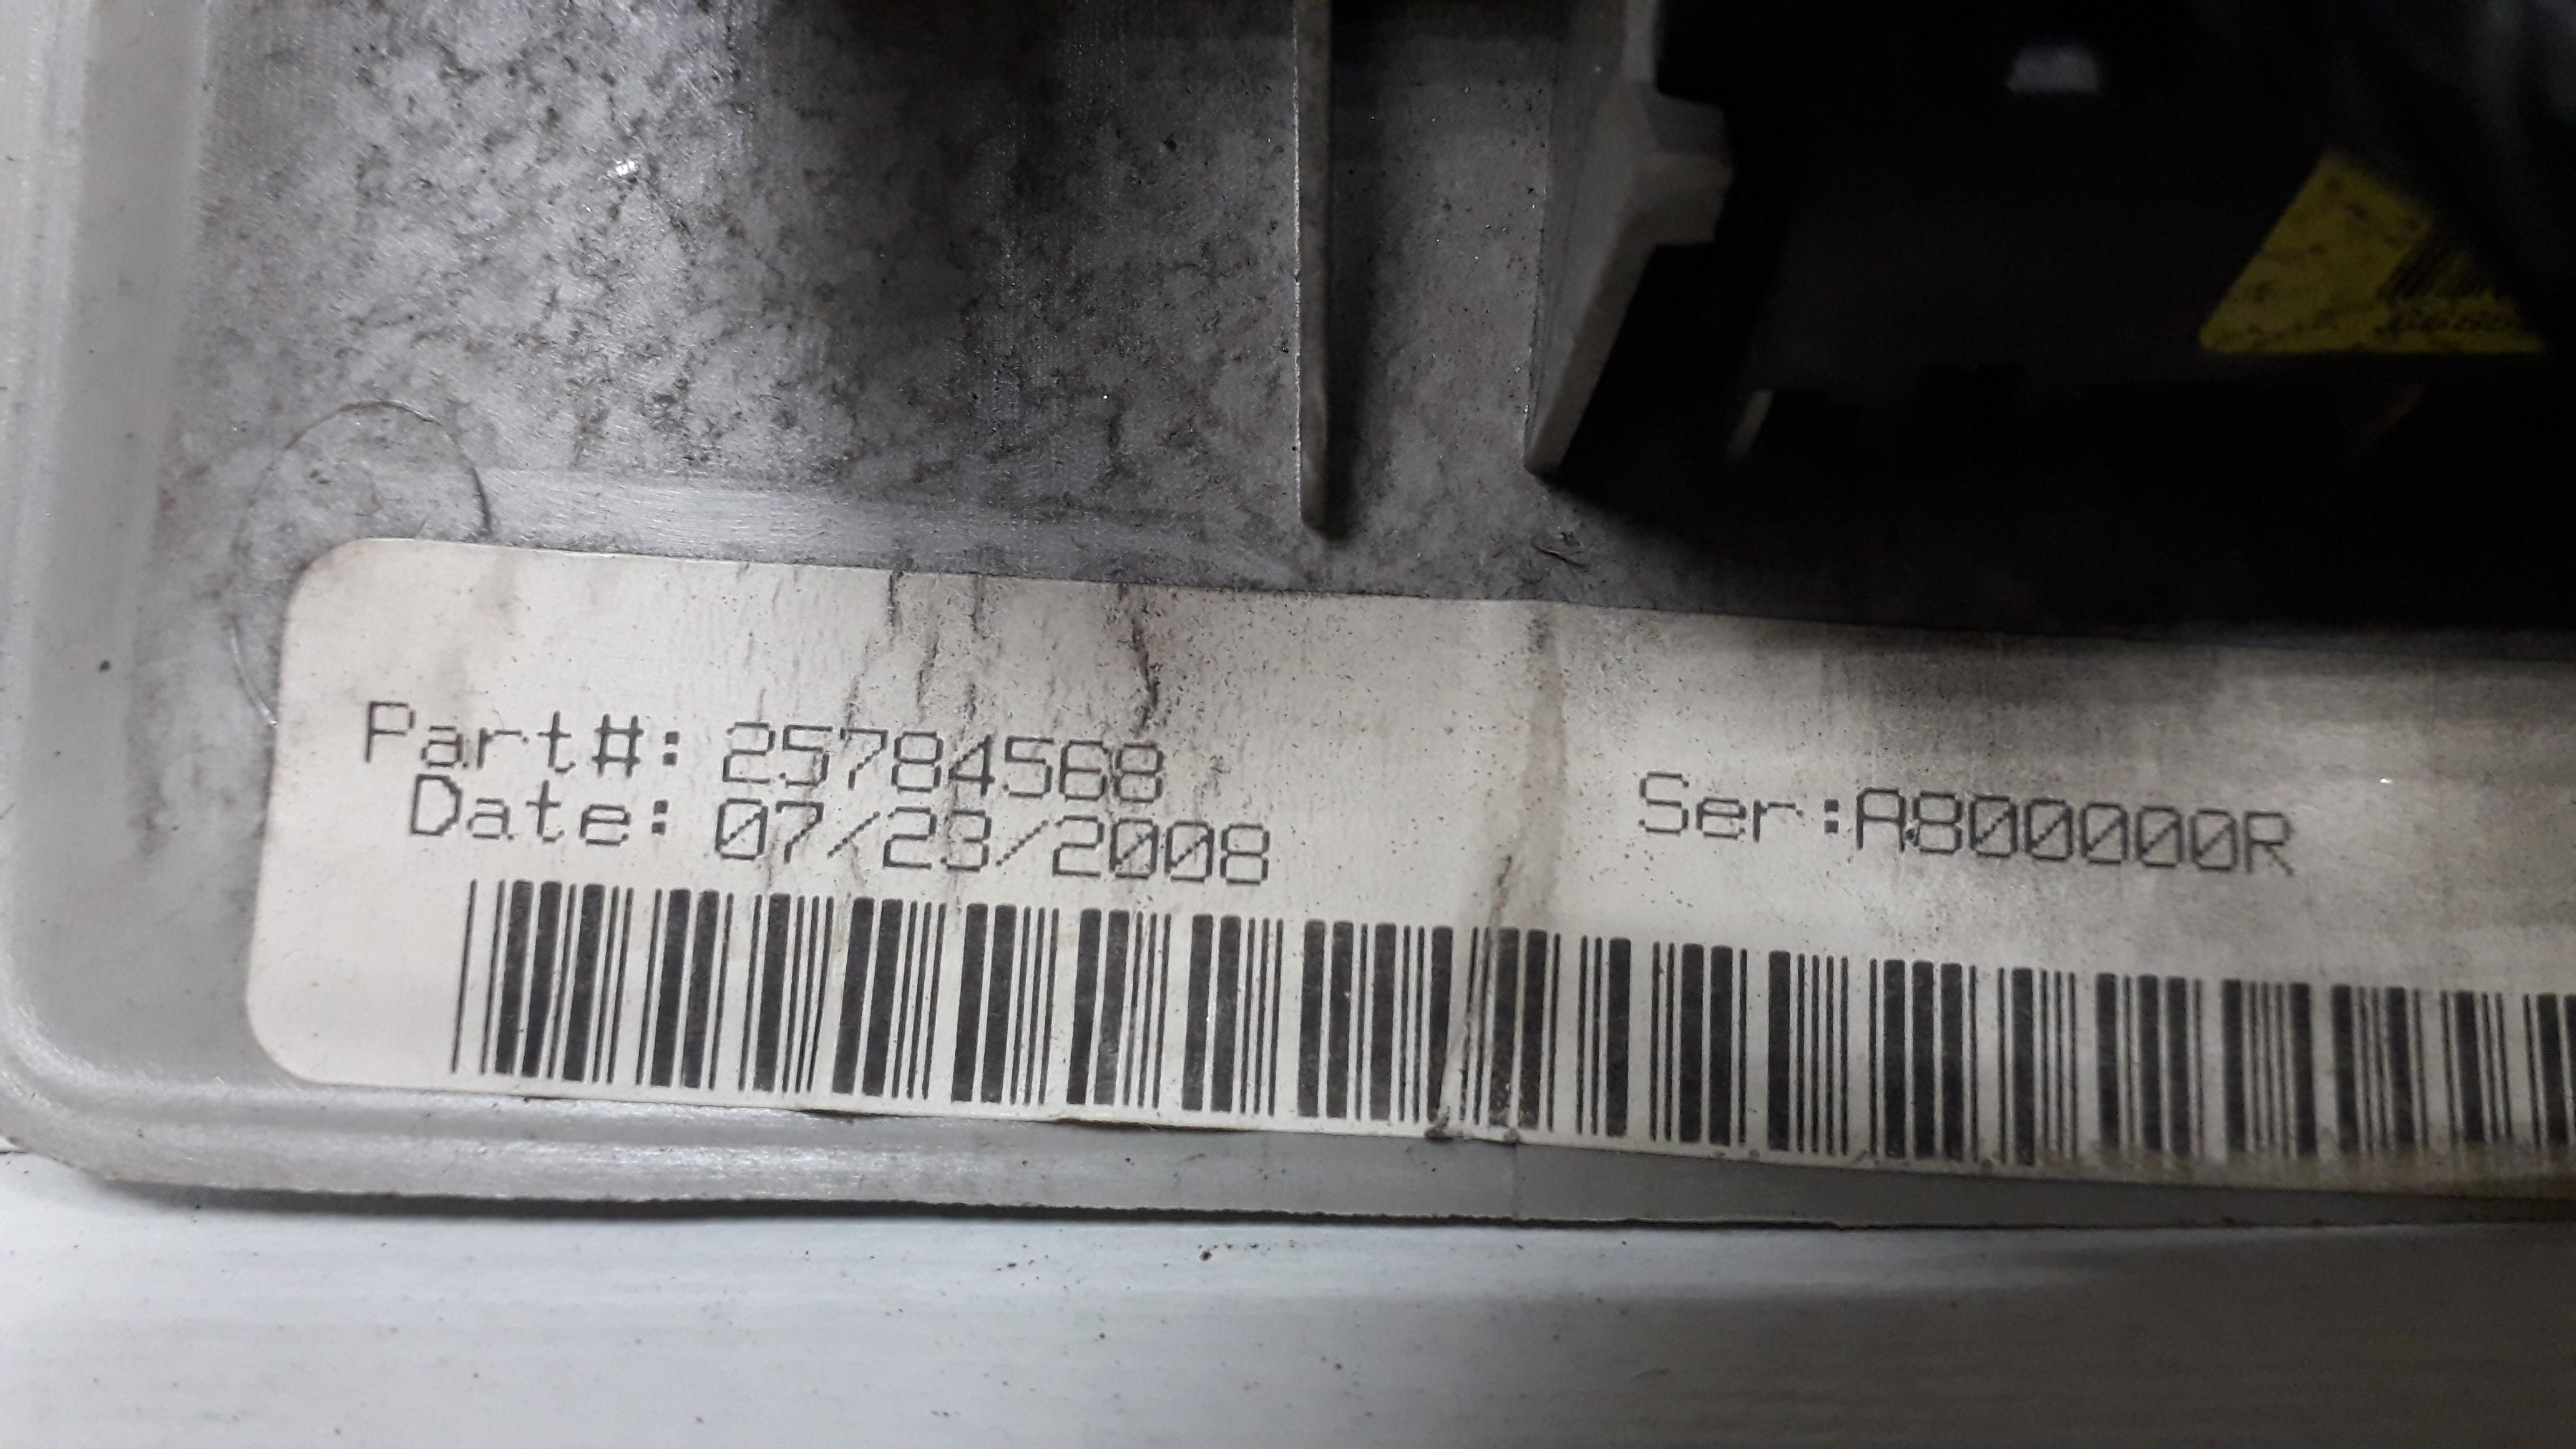 Part#: 25784568
Date: 07/23/2008
Ser:A800000R